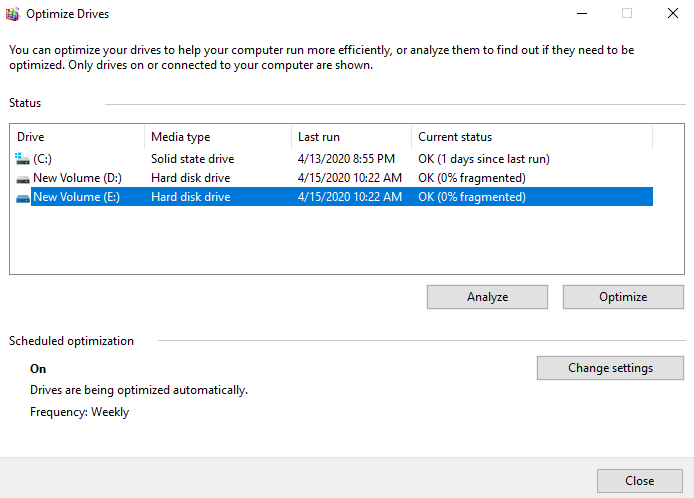 Optimize Drives
You can optimize your drives to help your computer run more efficiently, or analyze them to find out if they need to be
optimized. Only drives on or connected to your computer are shown.
Status
Drive Media type Last run Current status
(C:) Solid state drive 4/13/2020 8:55 PM OK (1 days since last run)
New Volume (D:) Hard disk drive 4/15/2020 10:22 AM OK (0% fragmented)
New Volume (E:) Hard disk drive 4/15/2020 10:22 AM OK (0% fragmented)
Analyze Optimize
Scheduled optimization
On Change settings
Drives are being optimized automatically.
Frequency: Weekly
Close